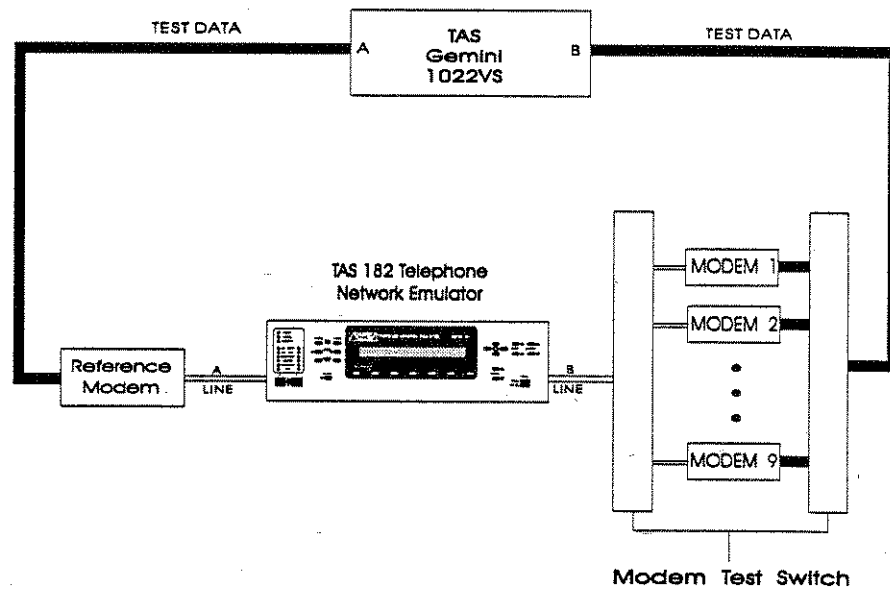 TEST DATA
TAS
Gemini
1022VS
A
B
TEST DATA
TAS 182 Telephone
Network Emulator
MODEM 1
MODEM 2
Reference
Modem
A
LINE
B
LINE
MODEM 9
Modem Test Switch